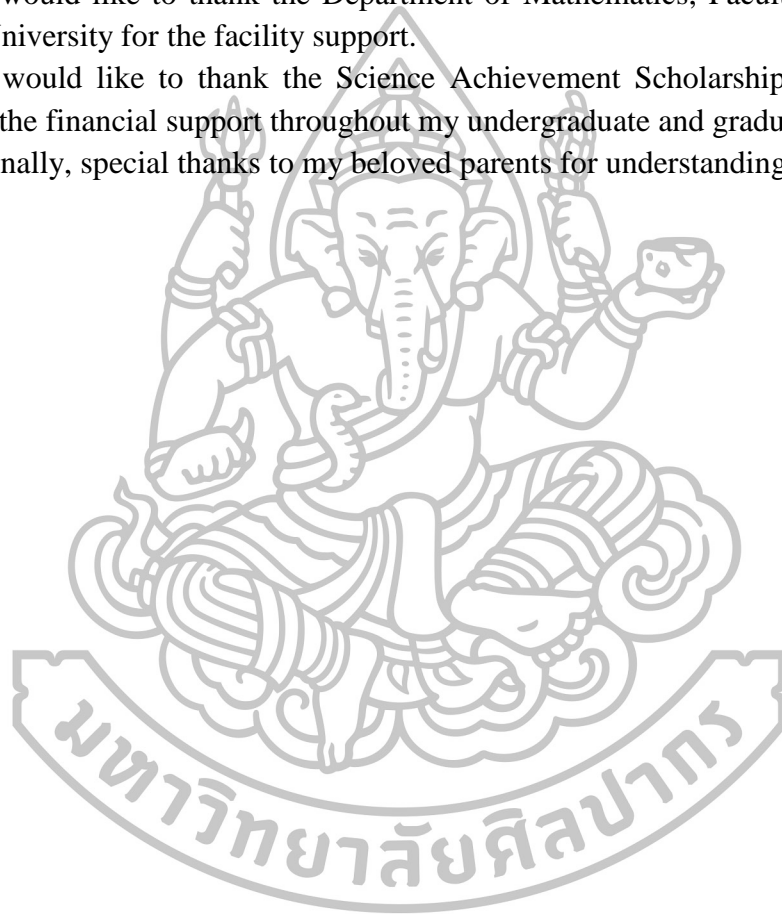 would like to thank the Department of Mathematics, Facul
University for the facility support.
would like to thank the Science Achievement Scholarship
the financial support throughout my undergraduate and gradu
nally, special thanks to my beloved parents for understanding
มหาวิทยาลัยศิลปากร